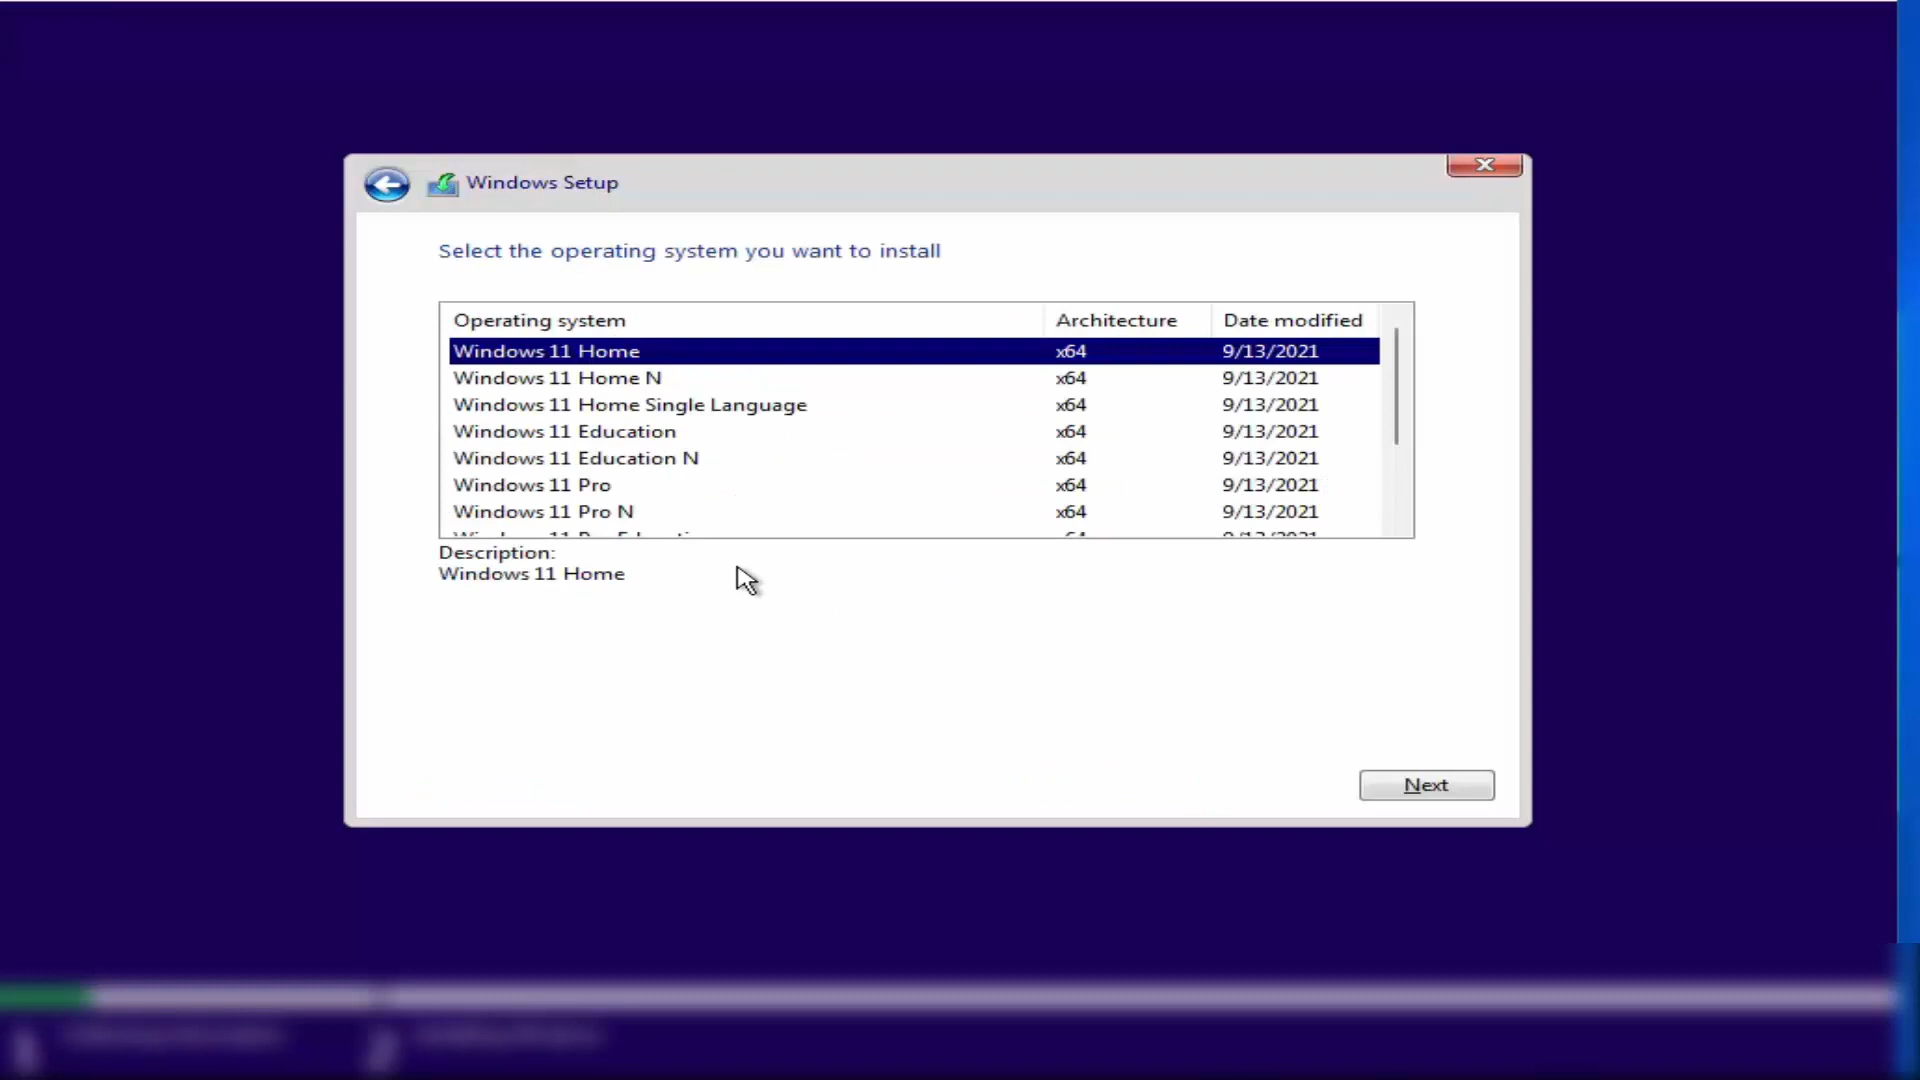 Windows Setup
Select the operating system you want to install
Operating system Architecture Date modified
Windows 11 Home x64 9/13/2021
Windows 11 Home N x64 9/13/2021
Windows 11 Home Single Language x64 9/13/2021
Windows 11 Education x64 9/13/2021
Windows 11 Education N x64 9/13/2021
Windows 11 Pro x64 9/13/2021
Windows 11 Pro N x64 9/13/2021
Description:
Windows 11 Home
Next
1
2